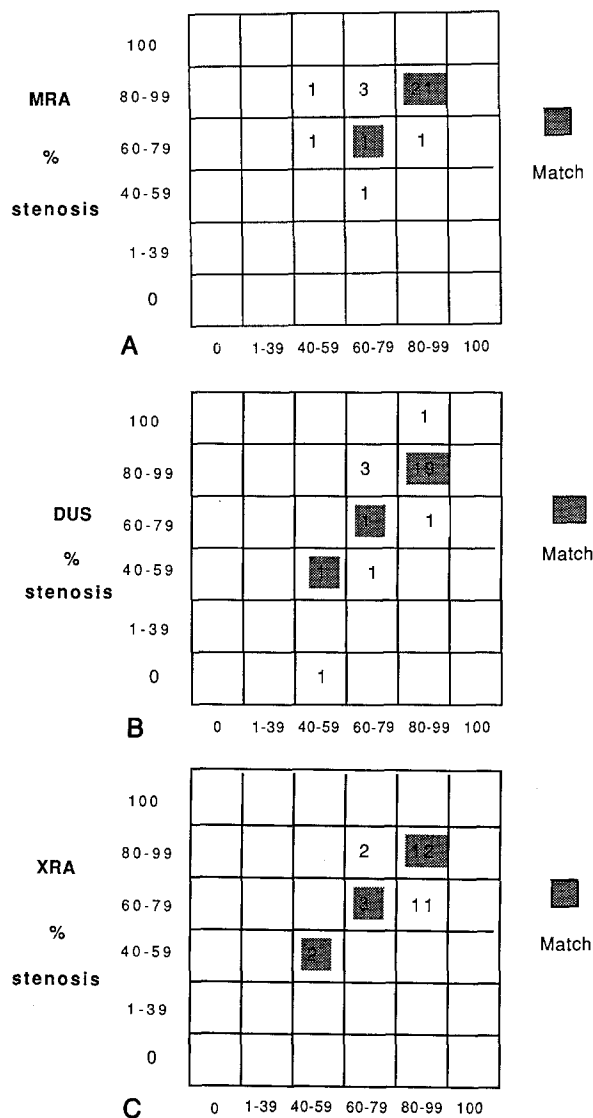 100
MRA 80-99 1 3 21
% 60-79 1 1 1
Match
stenosis 40-59 1
1-39
0
A 0 1-39 40-59 60-79 80-99 100
100 1
80-99 3 19
DUS 60-79 1 1
% 40-59 1 1
Match
stenosis
1-39
0 1
B 0 1-39 40-59 60-79 80-99 100
100
80-99 2 12
XRA
60-79 3 11
% 40-59 2
Match
stenosis
1-39
0
C 0 1-39 40-59 60-79 80-99 100